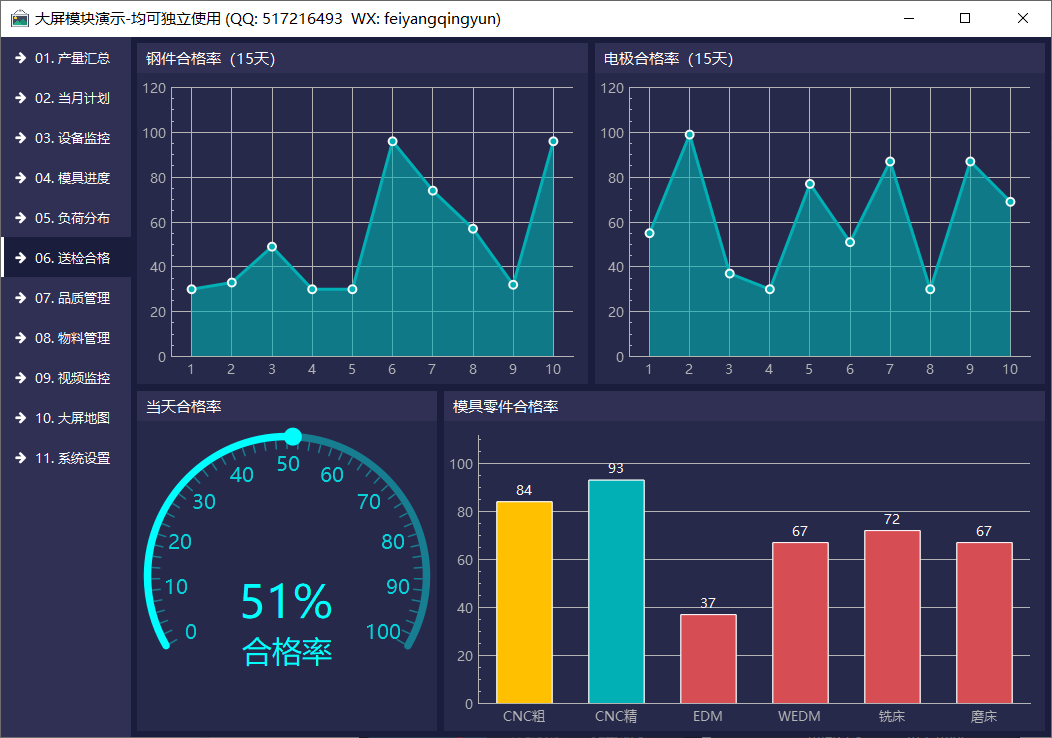 大屏模块演示-均可独立使用 (QQ: 517216493  WX: feiyangqingyun)
01. 产量汇总
02. 当月计划
03. 设备监控
04. 模具进度
05. 负荷分布
06. 送检合格
07. 品质管理
08. 物料管理
09. 视频监控
10. 大屏地图
11. 系统设置
钢件合格率（15天）
120
100
80
60
40
20
0
1 2 3 4 5 6 7 8 9 10
电极合格率（15天）
120
100
80
60
40
20
0
1 2 3 4 5 6 7 8 9 10
当天合格率
0
10
20
30
40
50
60
70
80
90
100
51%
合格率
模具零件合格率
100
80
60
40
20
0
84 93 37 67 72 67
CNC粗 CNC精 EDM WEDM 铣床 磨床